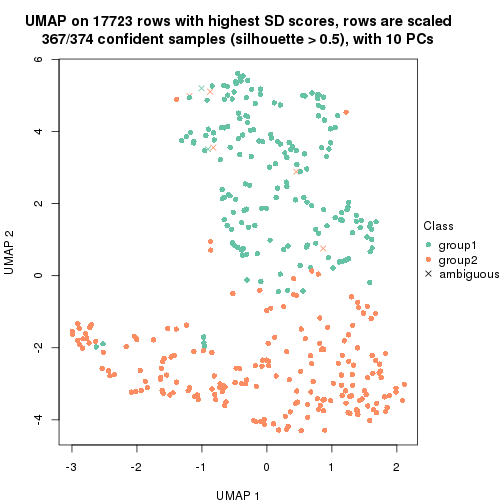 UMAP on 17723 rows with highest SD scores, rows are scaled
367/374 confident samples (silhouette > 0.5), with 10 PCs
6
4
2
0
-2
-4
UMAP 2
-3
-2
-1
0
1
2
UMAP 1
Class
group1
group2
ambiguous